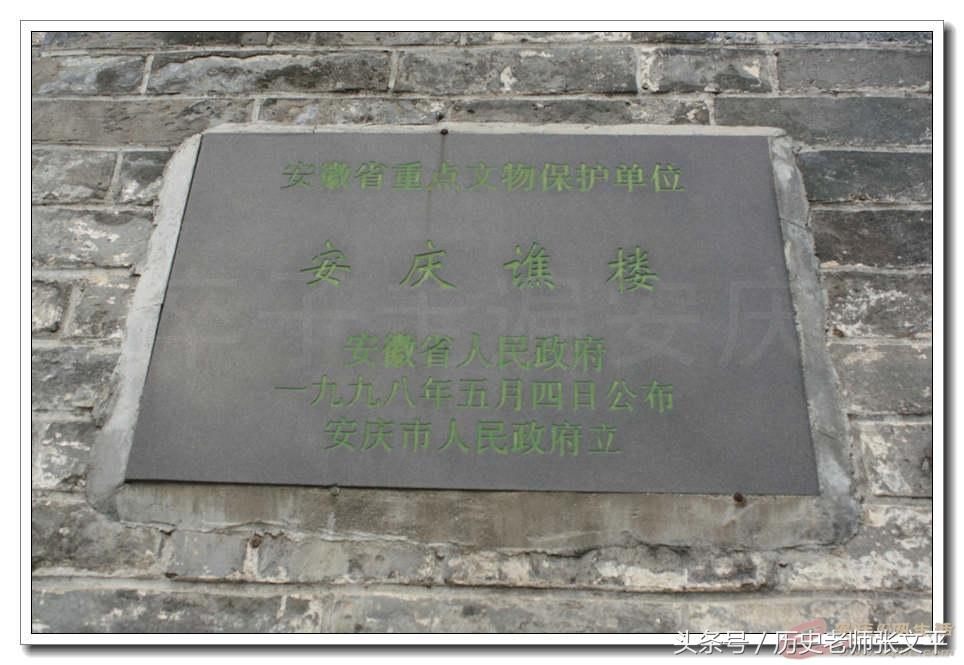 安徽省重点文物保护单位
安庆谯楼
安徽省人民政府
一九九八年五月四日公布
安庆市人民政府立
头条号 / 历史老师张文平